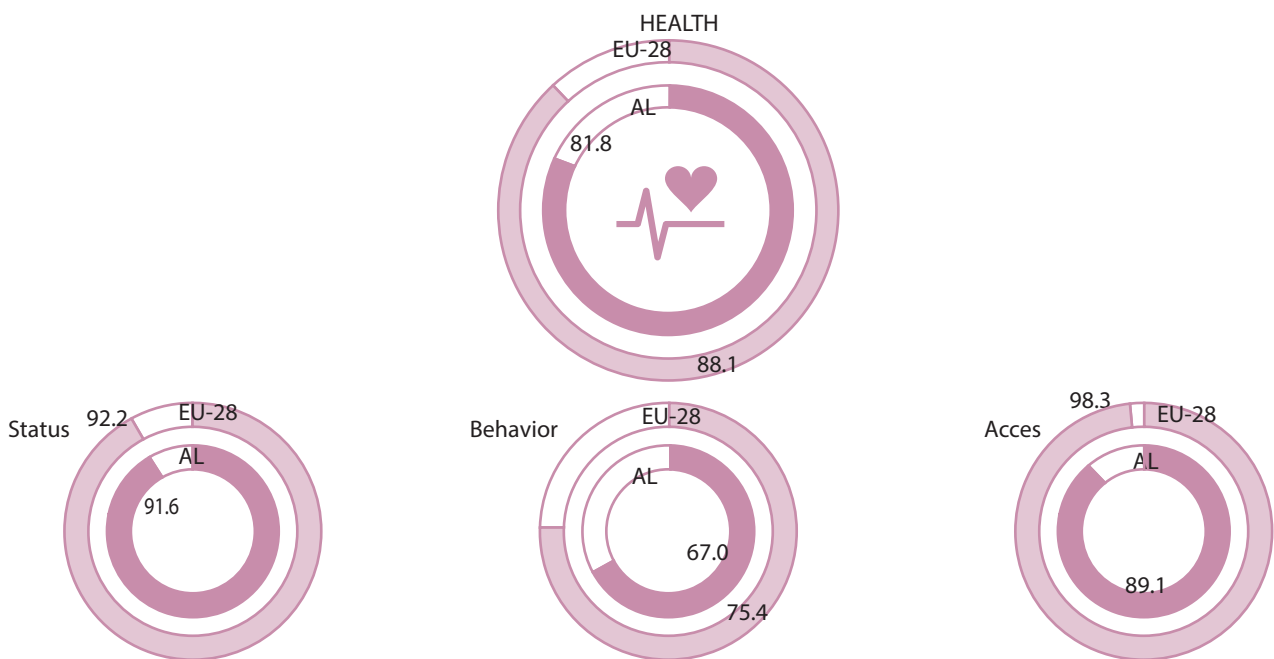 HEALTH
EU-28
AL
81.8
88.1
Status
92.2
EU-28
AL
91.6
Behavior
EU-28
AL
67.0
75.4
Acces
98.3
EU-28
AL
89.1